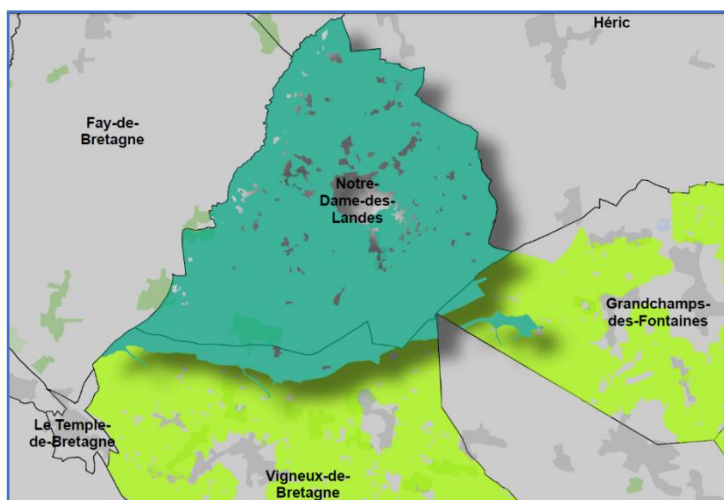 Héric
Fay-de-
Bretagne
Notre-
Dame-des-
Landes
Grandchamps-
des-Fontaines
Le Temple-
de-Bretagne
Vigneux-de-
Bretagne